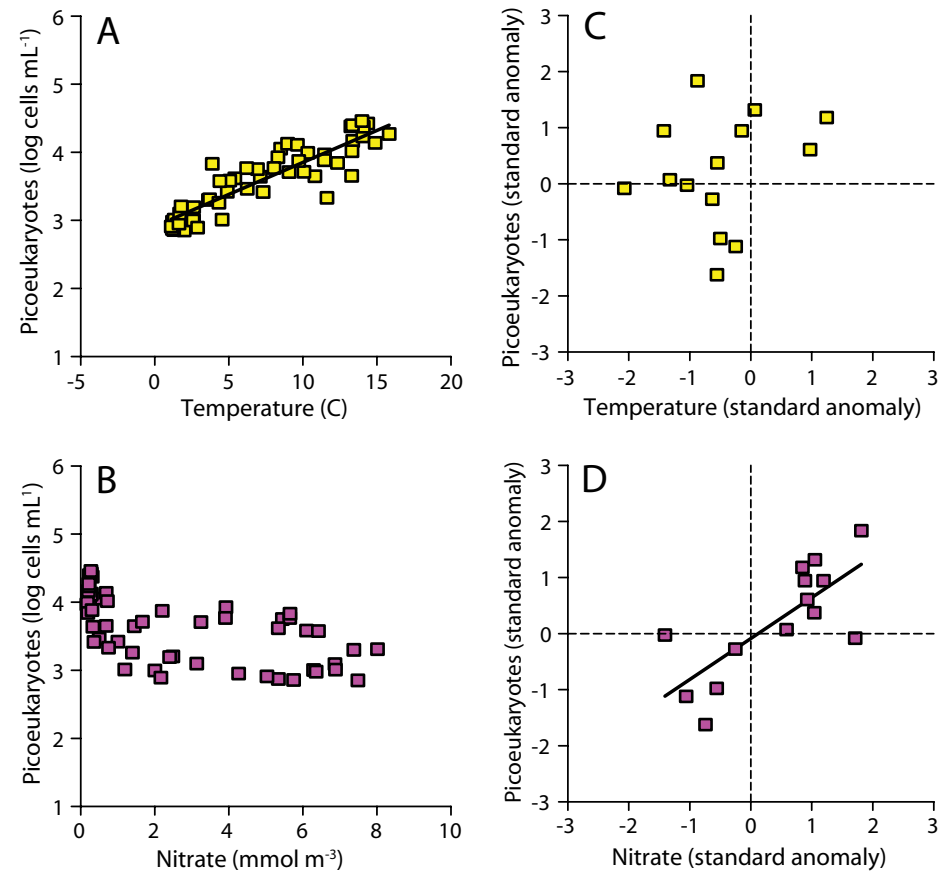 A
Picoeukaryotes (log cells mL⁻¹)
6
5
4
3
2
1
-5 0 5 10 15 20
Temperature (C)
C
Picoeukaryotes (standard anomaly)
3
2
1
0
-1
-2
-3
-3 -2 -1 0 1 2 3
Temperature (standard anomaly)
B
Picoeukaryotes (log cells mL¹)
6
5
4
3
2
1
0 2 4 6 8 10
Nitrate (mmol m⁻³)
D
Picoeukaryotes (standard anomaly)
3
2
1
0
-1
-2
-3
-3 -2 -1 0 1 2 3
Nitrate (standard anomaly)